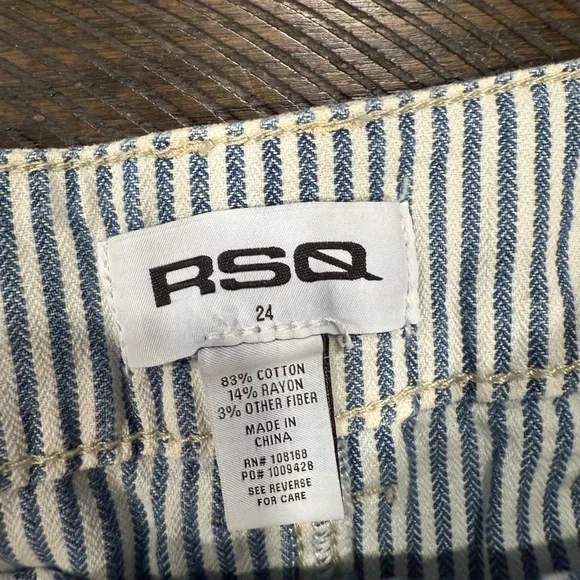 RSQ
24
83% COTTON
14% RAYON
3% OTHER FIBER
MADE IN
CHINA
RN# 108168
PO# 1009428
SEE REVERSE
FOR CARE